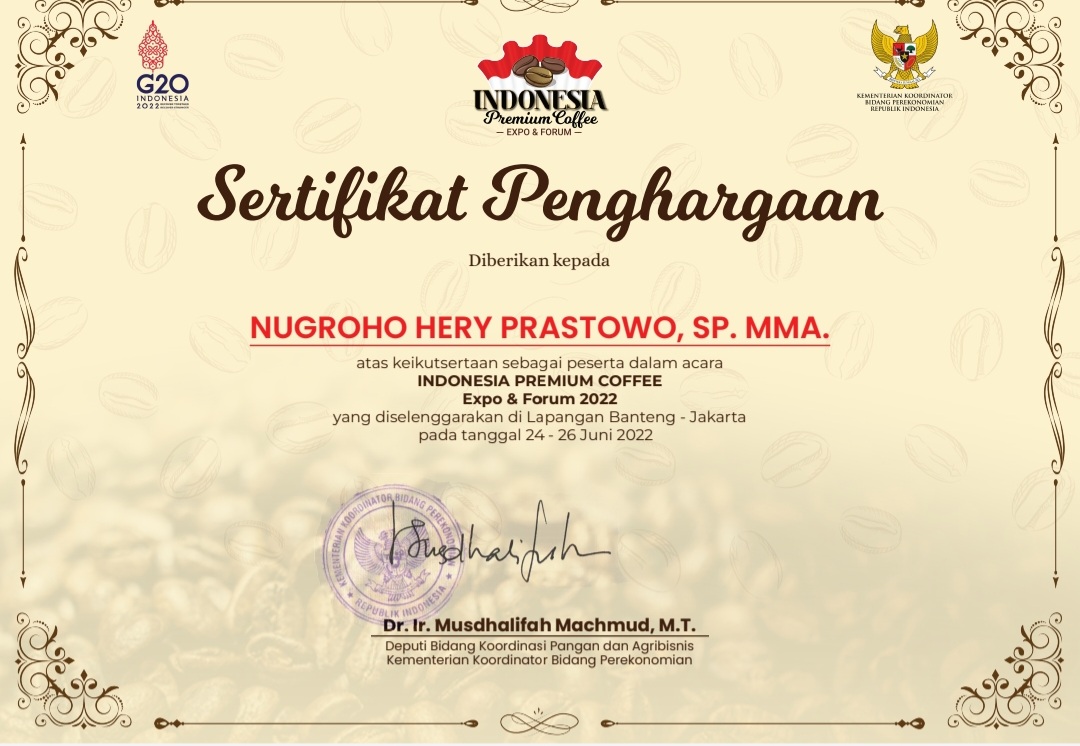 G20
INDONESIA
2022
INDONESIA
Premium Coffee
EXPO & FORUM
KEMENTERIAN KOORDINATOR
BIDANG PEREKONOMIAN
REPUBLIK INDONESIA
Sertifikat Penghargaan
Diberikan kepada
NUGROHO HERY PRASTOWO, SP. MMA.
atas keikutsertaan sebagai peserta dalam acara
INDONESIA PREMIUM COFFEE
Expo & Forum 2022
yang diselenggarakan di Lapangan Banteng - Jakarta
pada tanggal 24 - 26 Juni 2022
KEMENTERIAN KOORDINATOR BIDANG PEREKONOMIAN
REPUBLIK INDONESIA
Dr. Ir. Musdhalifah Machmud, M.T.
Deputi Bidang Koordinasi Pangan dan Agribisnis
Kementerian Koordinator Bidang Perekonomian